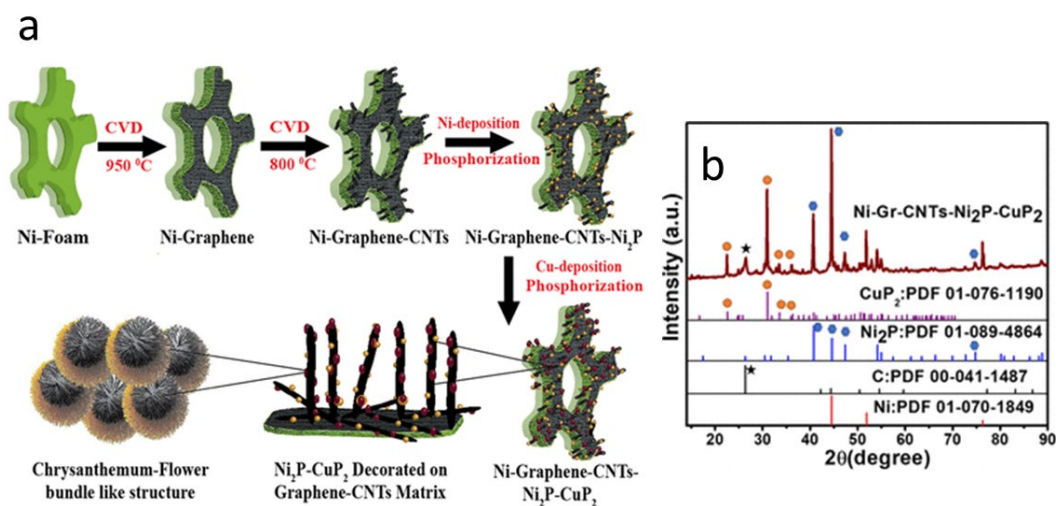 a
CVD
950 ⁰C
CVD
800 ⁰C
Ni-deposition
Phosphorization
Ni-Foam
Ni-Graphene
Ni-Graphene-CNTs
Ni-Graphene-CNTs-Ni₂P
Cu-deposition
Phosphorization
Chrysanthemum-Flower
bundle like structure
Ni₂P-CuP₂ Decorated on
Graphene-CNTs Matrix
Ni-Graphene-CNTs-
Ni₂P-CuP₂
b
Intensity (a.u.)
Ni-Gr-CNTs-Ni₂P-CuP₂
CuP₂:PDF 01-076-1190
Ni₂P:PDF 01-089-4864
C:PDF 00-041-1487
Ni:PDF 01-070-1849
20 30 40 50 60 70 80 90
2θ(degree)